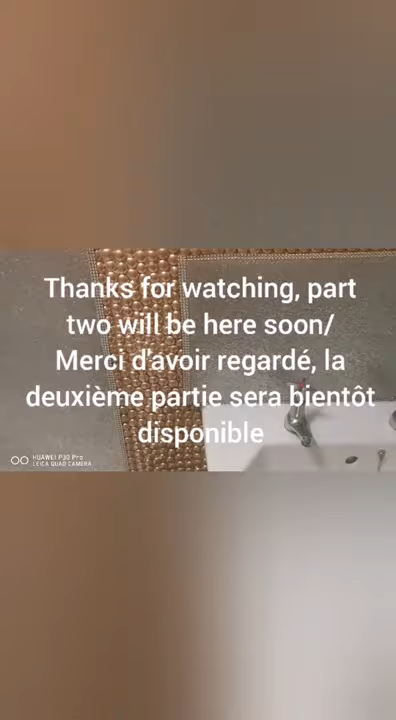 Thanks for watching, part
two will be here soon/
Merci d'avoir regardé, la
deuxième partie sera bientôt
disponible
HUAWEI P30 Pro
LEICA QUAD CAMERA